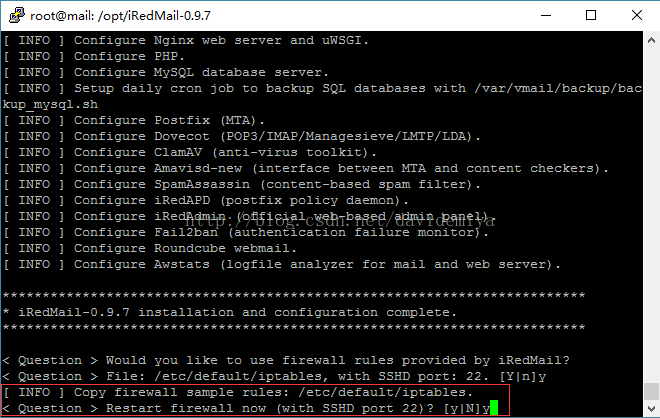 root@mail: /opt/iRedMail-0.9.7
[ INFO ] Configure Nginx web server and uWSGI.
[ INFO ] Configure PHP.
[ INFO ] Configure MySQL database server.
[ INFO ] Setup daily cron job to backup SQL databases with /var/vmail/backup/bac
kup_mysql.sh
[ INFO ] Configure Postfix (MTA).
[ INFO ] Configure Dovecot (POP3/IMAP/Managesieve/LMTP/LDA).
[ INFO ] Configure ClamAV (anti-virus toolkit).
[ INFO ] Configure Amavisd-new (interface between MTA and content checkers).
[ INFO ] Configure SpamAssassin (content-based spam filter).
[ INFO ] Configure iRedAPD (postfix policy daemon).
[ INFO ] Configure iRedAdmin (official web-based admin panel).
http://blog.csdn.net/davidemiya
[ INFO ] Configure Fail2ban (authentication failure monitor).
[ INFO ] Configure Roundcube webmail.
[ INFO ] Configure Awstats (logfile analyzer for mail and web server).
*************************************************************************
* iRedMail-0.9.7 installation and configuration complete.
*************************************************************************
< Question > Would you like to use firewall rules provided by iRedMail?
< Question > File: /etc/default/iptables, with SSHD port: 22. [Y|n]y
[ INFO ] Copy firewall sample rules: /etc/default/iptables.
< Question > Restart firewall now (with SSHD port 22)? [y|N]y